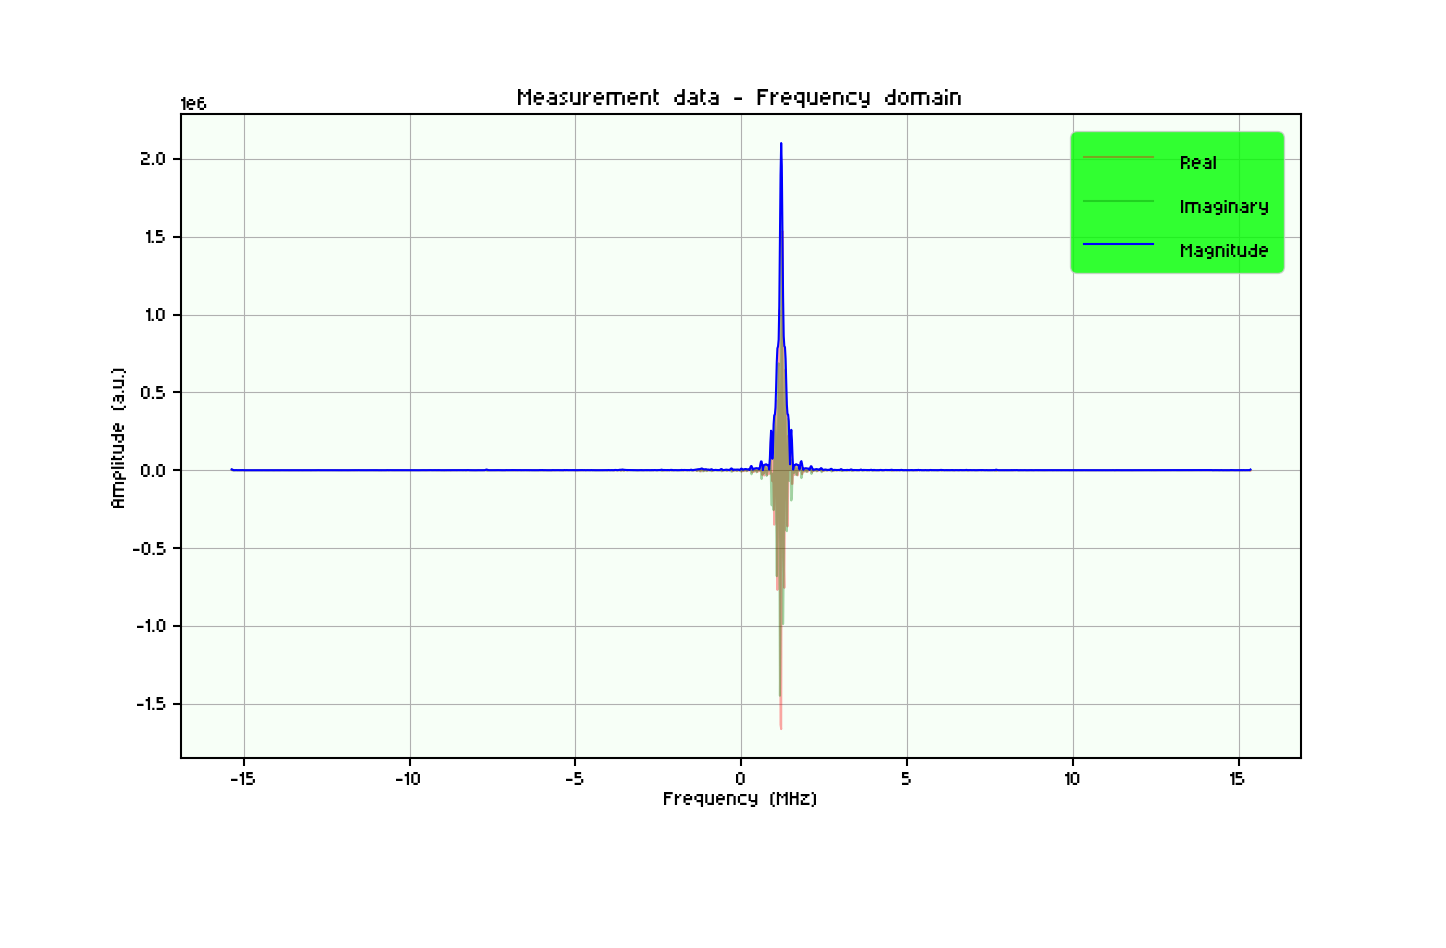 Measurement data - Frequency domain
1e6
Real
Imaginary
Magnitude
2.0
1.5
1.0
0.5
0.0
-0.5
-1.0
-1.5
Amplitude (a.u.)
-15 -10 -5 0 5 10 15
Frequency (MHz)